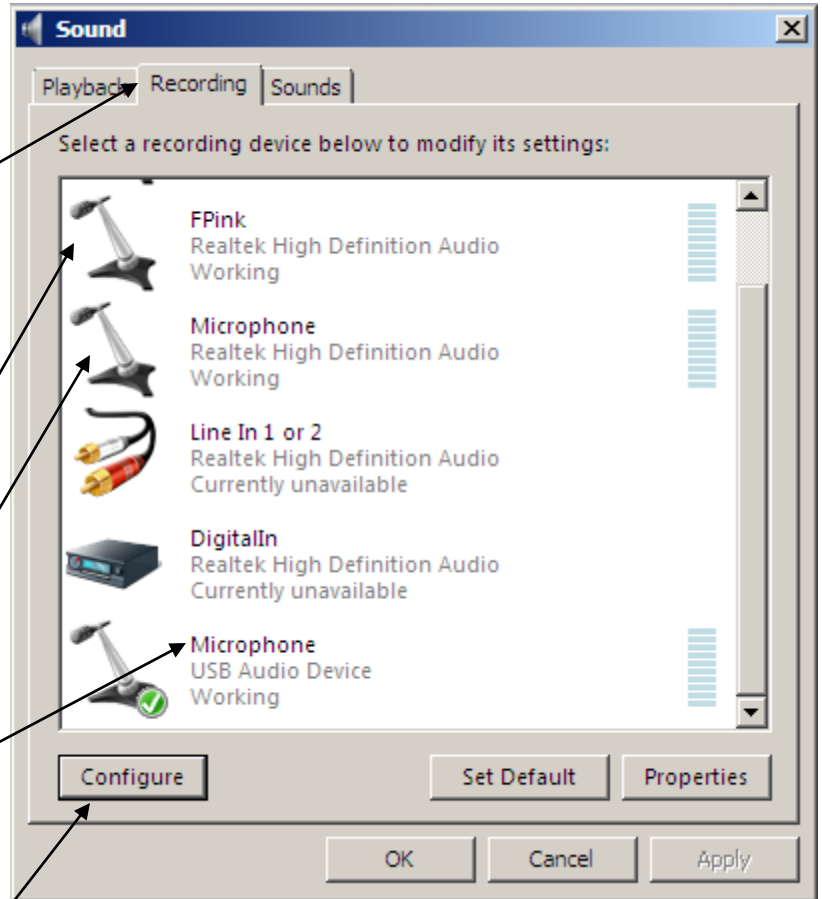 Sound
Playback Recording Sounds
Select a recording device below to modify its settings:
FPink
Realtek High Definition Audio
Working
Microphone
Realtek High Definition Audio
Working
Line In 1 or 2
Realtek High Definition Audio
Currently unavailable
DigitalIn
Realtek High Definition Audio
Currently unavailable
Microphone
USB Audio Device
Working
Configure Set Default Properties
OK Cancel Apply